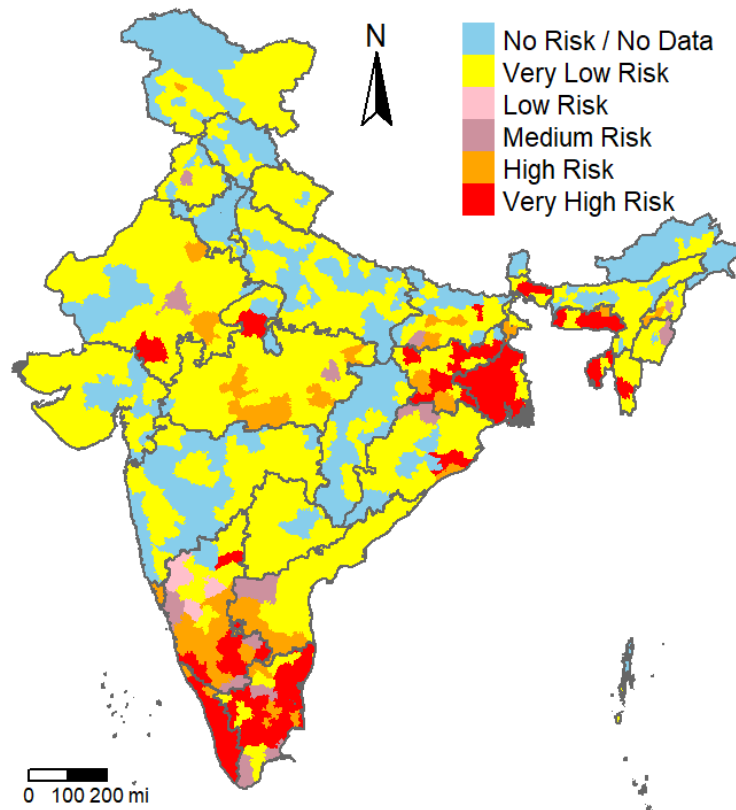 N
No Risk / No Data
Very Low Risk
Low Risk
Medium Risk
High Risk
Very High Risk
0 100 200 mi